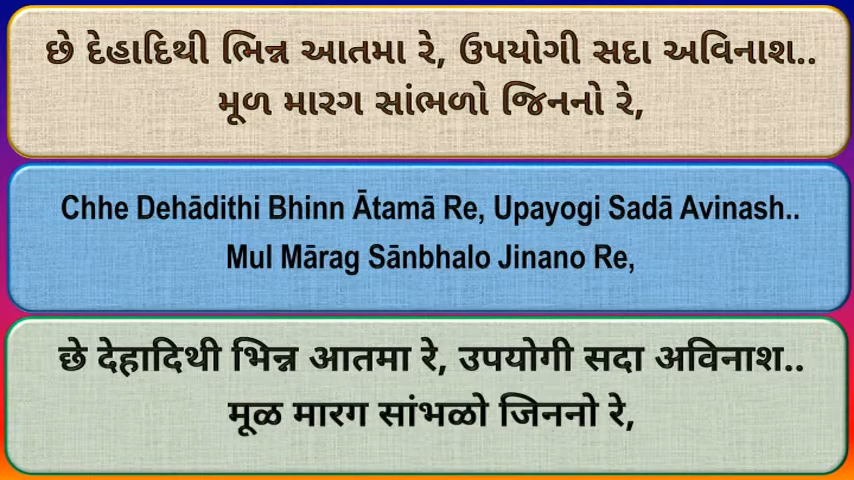 છે દેહાદિથી ભિન્ન આતમા રે, ઉપયોગી સદા અવિનાશ..
મૂળ મારગ સાંભળો જિનનો રે,
Chhe Dehādithi Bhinn Ātamā Re, Upayogi Sadā Avinash..
Mul Mārag Sānbhalo Jinano Re,
छे देहादिथी भिन्न आतमा रे, उपयोगी सदा अविनाश..
मूळ मारग सांभळो जिननो रे,